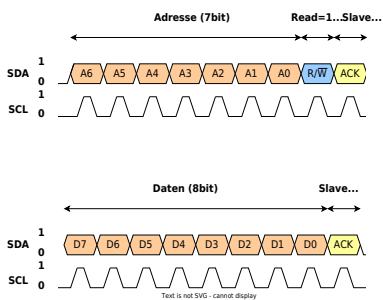 Adresse (7bit) Read=1...Slave...
1
SDA A6 A5 A4 A3 A2 A1 A0 R/W̅ ACK
0
1
SCL
0
Daten (8bit) Slave...
1
SDA D7 D6 D5 D4 D3 D2 D1 D0 ACK
0
1
SCL
0
Text is not SVG - cannot display